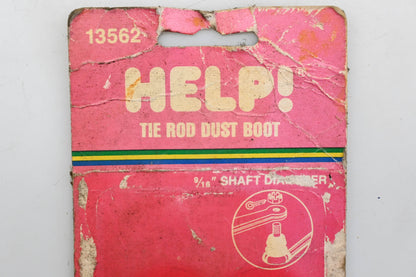 13562
HELP!
TIE ROD DUST BOOT
9/16" SHAFT DIAMETER